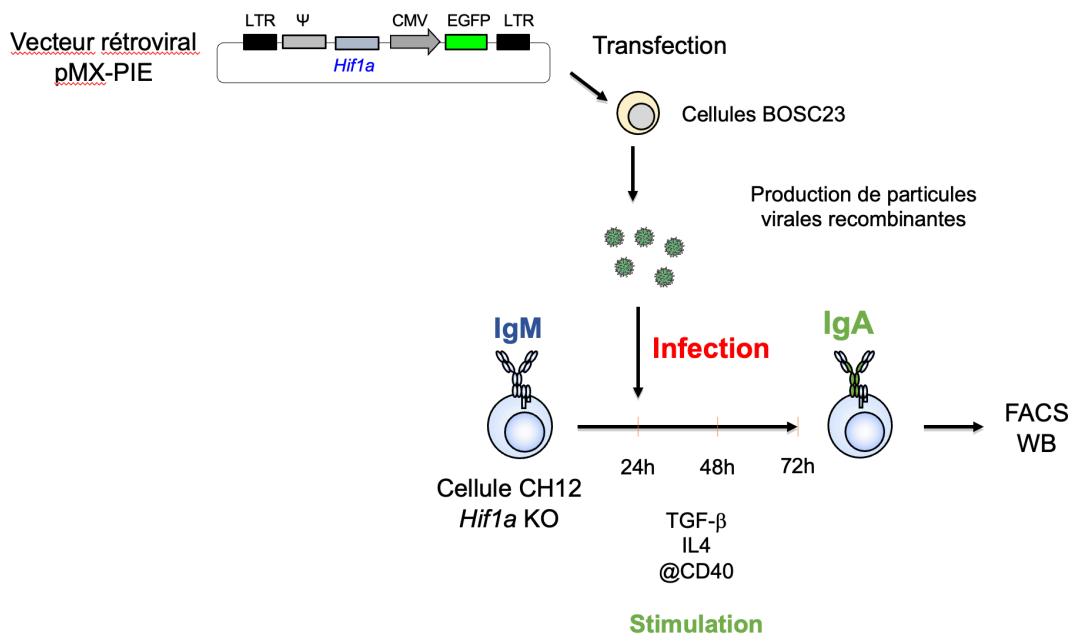 LTR Ψ CMV EGFP LTR
Vecteur rétroviral
pMX-PIE
Hif1a
Transfection
Cellules BOSC23
Production de particules
virales recombinantes
IgM
Infection
IgA
FACS
WB
24h 48h 72h
Cellule CH12
Hif1a KO
TGF-β
IL4
@CD40
Stimulation